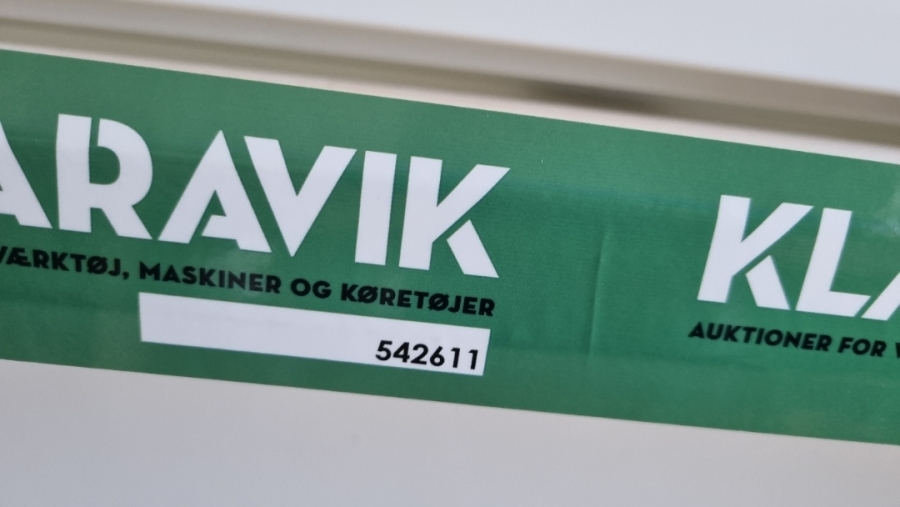 ARAVIK
VÆRKTØJ, MASKINER OG KØRETØJER
542611
KLA
AUKTIONER FOR V